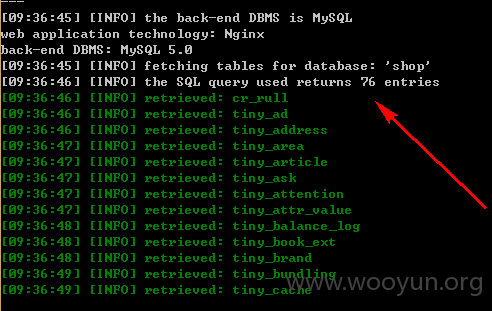 ---
[09:36:45] [INFO] the back-end DBMS is MySQL
web application technology: Nginx
back-end DBMS: MySQL 5.0
[09:36:45] [INFO] fetching tables for database: 'shop'
[09:36:46] [INFO] the SQL query used returns 76 entries
[09:36:46] [INFO] retrieved: cr_rull
[09:36:46] [INFO] retrieved: tiny_ad
[09:36:46] [INFO] retrieved: tiny_address
[09:36:47] [INFO] retrieved: tiny_area
[09:36:47] [INFO] retrieved: tiny_article
[09:36:47] [INFO] retrieved: tiny_ask
[09:36:47] [INFO] retrieved: tiny_attention
[09:36:47] [INFO] retrieved: tiny_attr_value
[09:36:48] [INFO] retrieved: tiny_balance_log
[09:36:48] [INFO] retrieved: tiny_book_ext
[09:36:48] [INFO] retrieved: tiny_brand
[09:36:49] [INFO] retrieved: tiny_bundling
[09:36:49] [INFO] retrieved: tiny_cache
www.wooyun.org